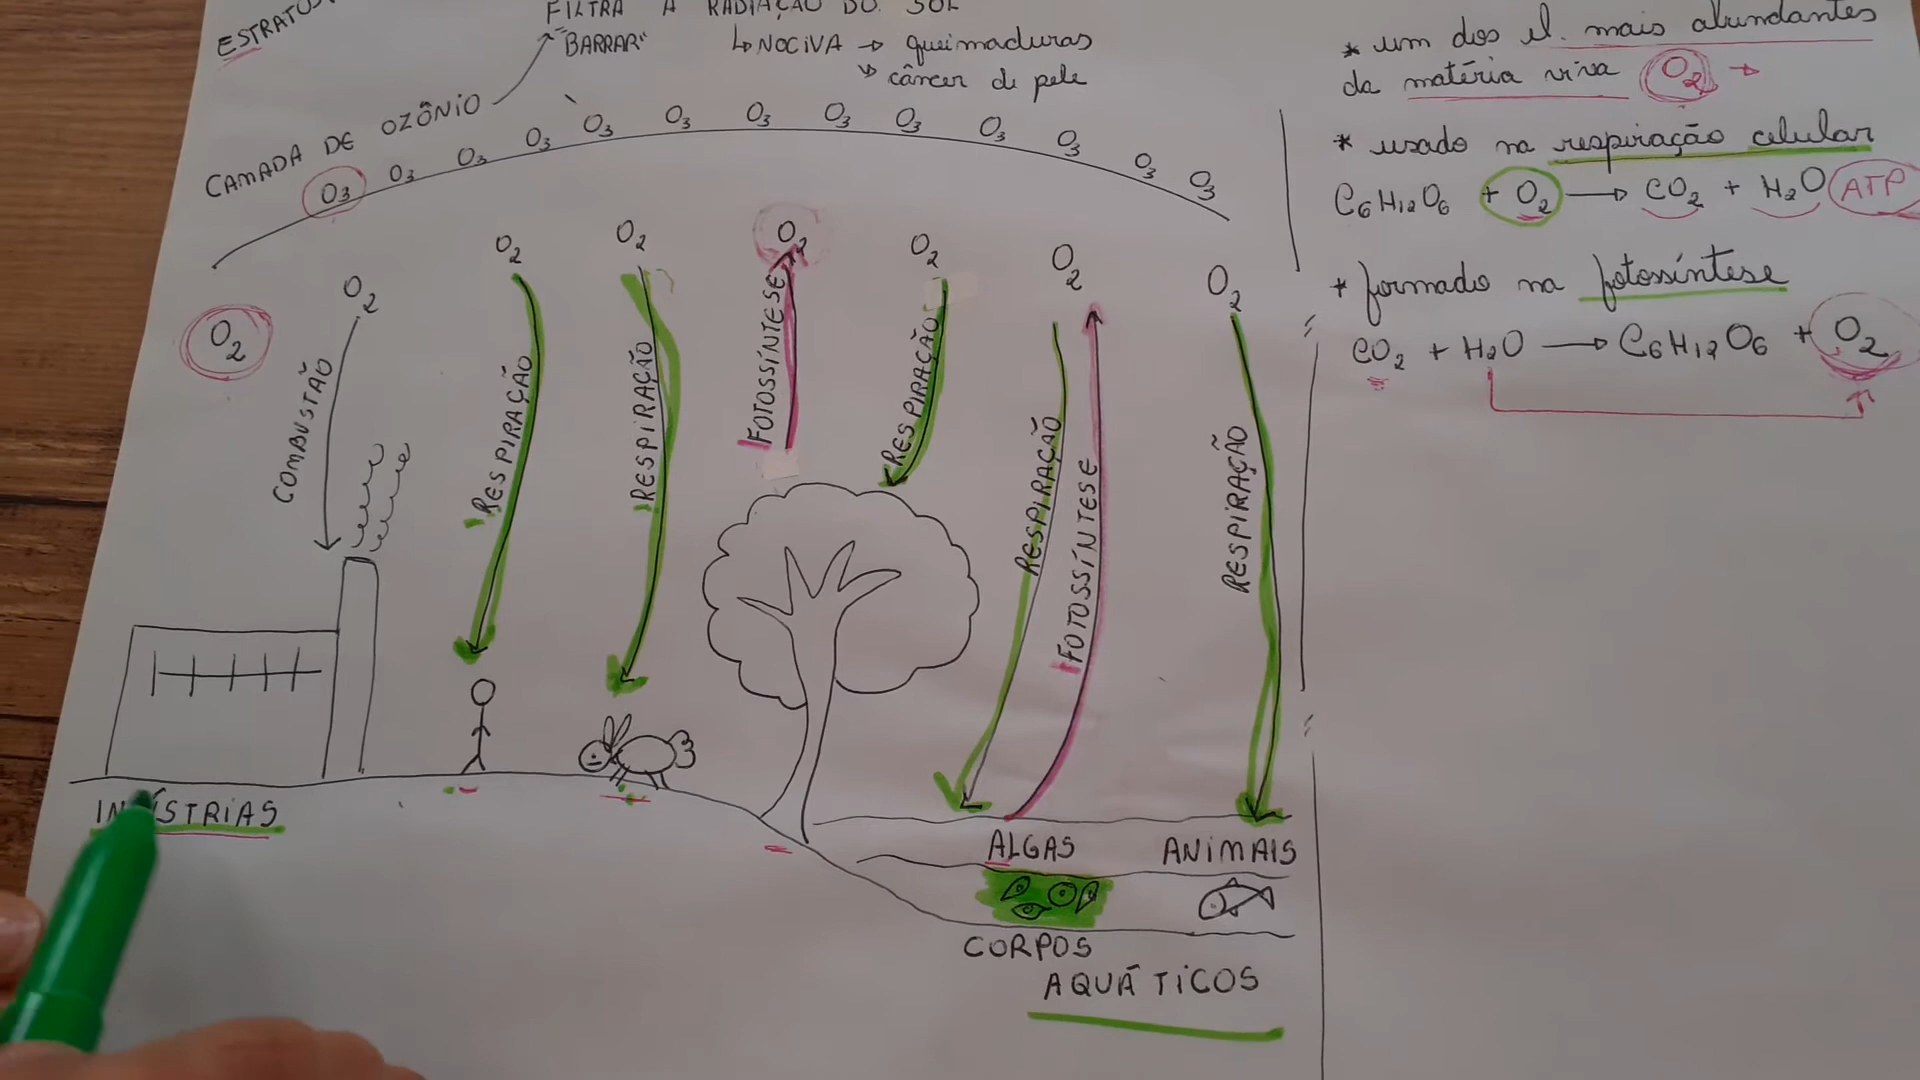 FILTRA A RADIAÇÃO DO SOL
"BARRAR"
↳ NOCIVA → queimaduras
↘ câncer de pele
CAMADA DE OZÔNIO
O3 O3 O3 O3 O3 O3 O3 O3 O3 O3 O3 O3 O3
O2
O2
COMBUSTÃO
O2
RESPIRAÇÃO
O2
RESPIRAÇÃO
O2
FOTOSSÍNTESE
O2
RESPIRAÇÃO
O2
RESPIRAÇÃO
FOTOSSÍNTESE
O2
RESPIRAÇÃO
ALGAS
ANIMAIS
CORPOS
AQUÁTICOS
* um dos el. mais abundantes
da matéria viva O2 →
* usado na respiração celular
C6H12O6 + O2 → CO2 + H2O ATP
* formado na fotossíntese
CO2 + H2O → C6H12O6 + O2